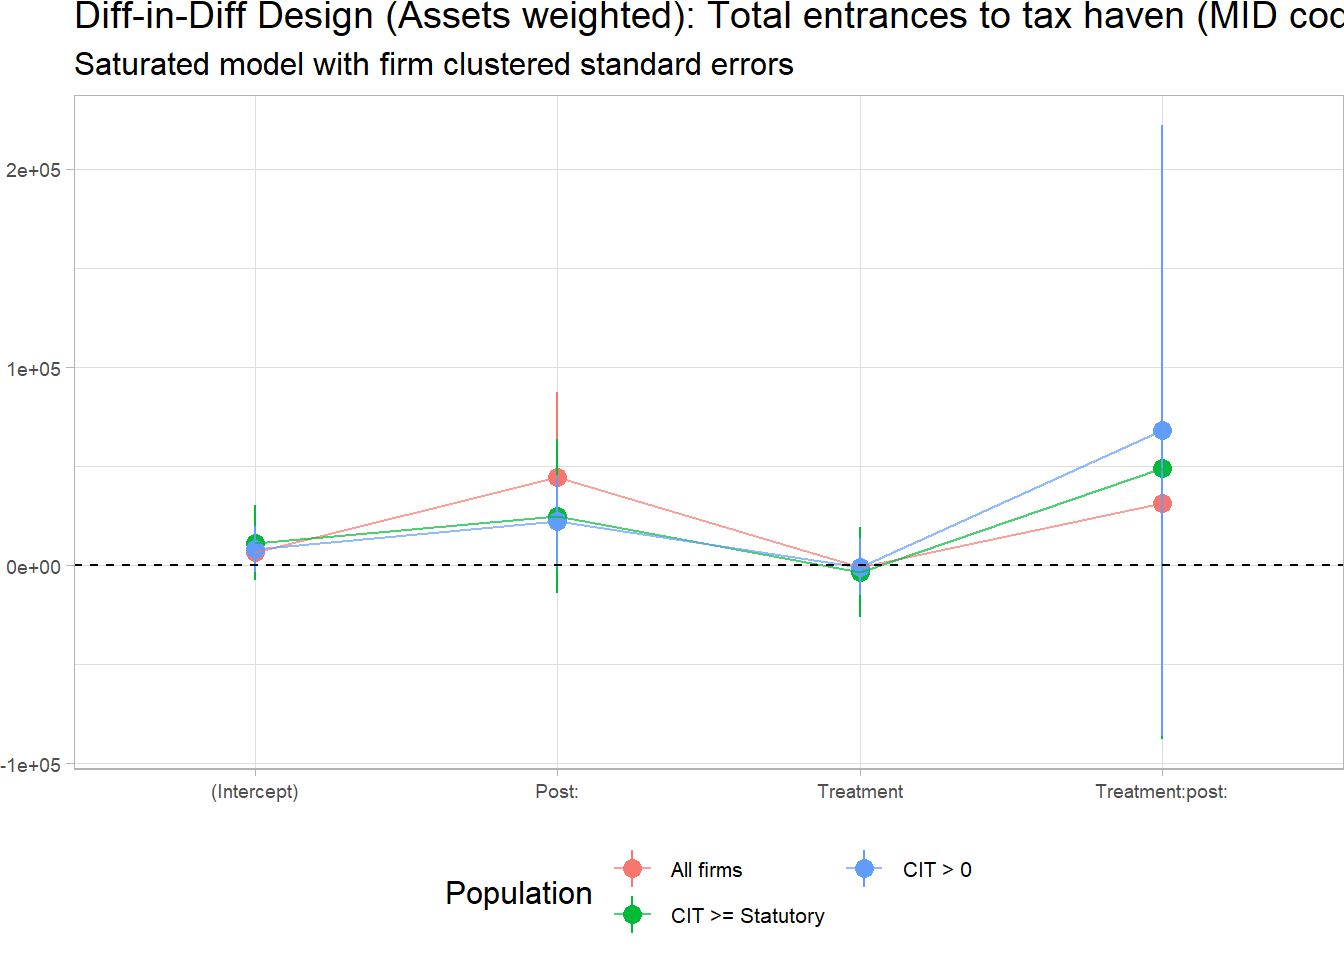 Diff-in-Diff Design (Assets weighted): Total entrances to tax haven (MID cod
Saturated model with firm clustered standard errors
2e+05
1e+05
0e+00
-1e+05
(Intercept) Post: Treatment Treatment:post:
Population
All firms
CIT >= Statutory
CIT > 0